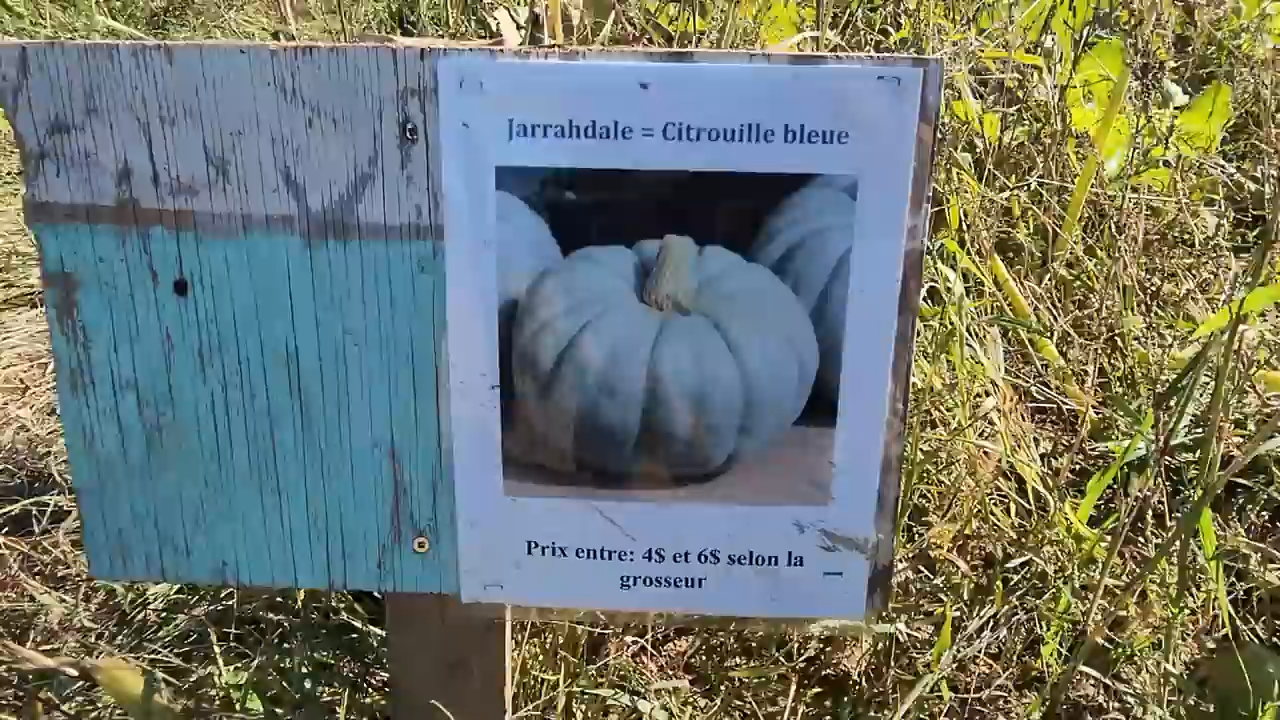 Jarrahdale = Citrouille bleue
Prix entre: 4$ et 6$ selon la
grosseur